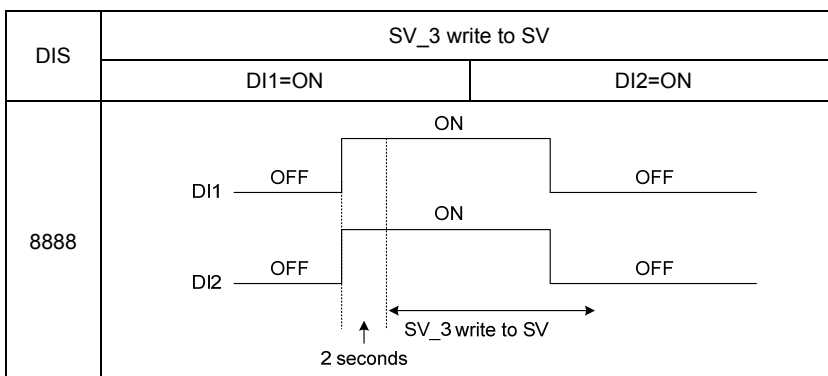 DIS
SV_3 write to SV
DI1=ON
DI2=ON
8888
ON
DI1
OFF
OFF
ON
DI2
OFF
OFF
SV_3 write to SV
2 seconds